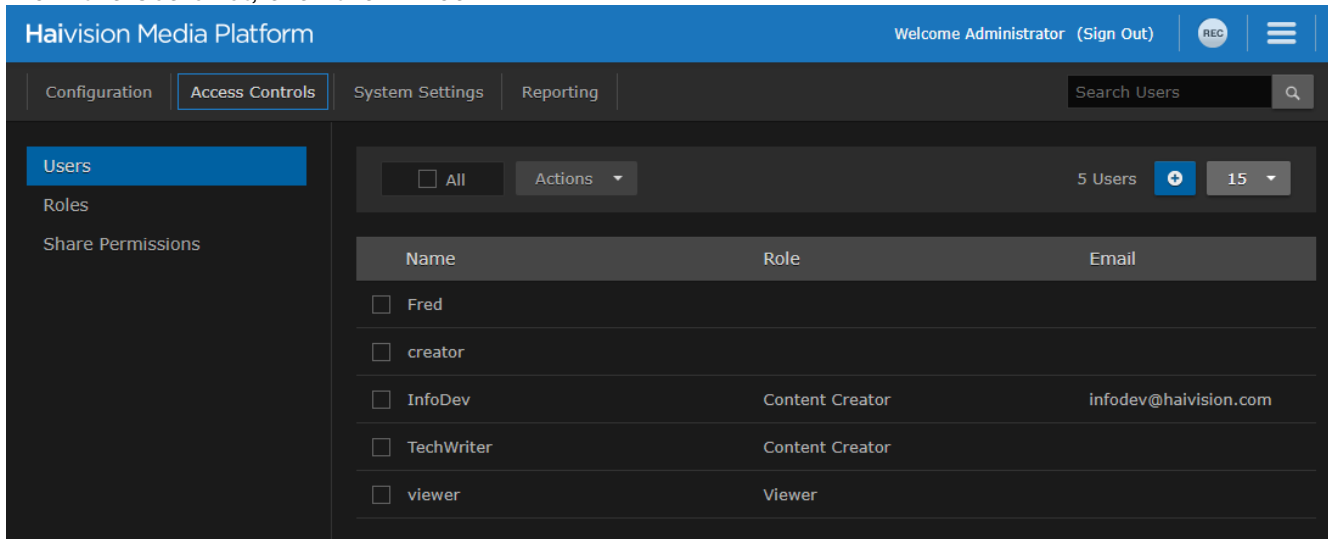 Haivision Media Platform Welcome Administrator (Sign Out) REC
Configuration Access Controls System Settings Reporting Search Users
Users All Actions 5 Users 15
Roles
Share Permissions Name Role Email
Fred
creator
InfoDev Content Creator infodev@haivision.com
TechWriter Content Creator
viewer Viewer